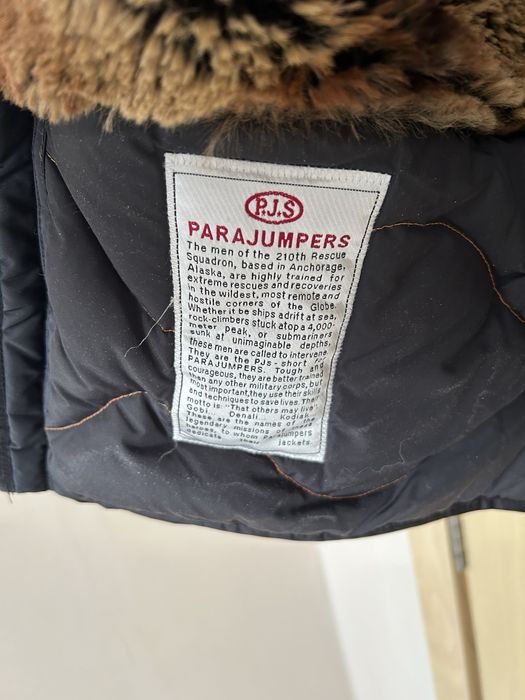 P.J.S
PARAJUMPERS
The men of the 210th Rescue
Squadron, based in Anchorage,
Alaska, are highly trained for
extreme rescues and recoveries
in the wildest, most remote and
hostile corners of the Globe.
Whether it be ships adrift at sea,
rock-climbers stuck atop a 4,000-
meter peak, or submariners
sunk at unimaginable depths,
these men are called to intervene
They are the PJs - short for
PARAJUMPERS. Tough and
courageous, they are better trained
than any other military corps, but
most important, they use their skills
and techniques to save lives. The
motto is "That others may live
Gobi... Denali... Kodiak
These are the names of
legendary missions of
heroes, to whom Parajumpers
dedicate their jackets.